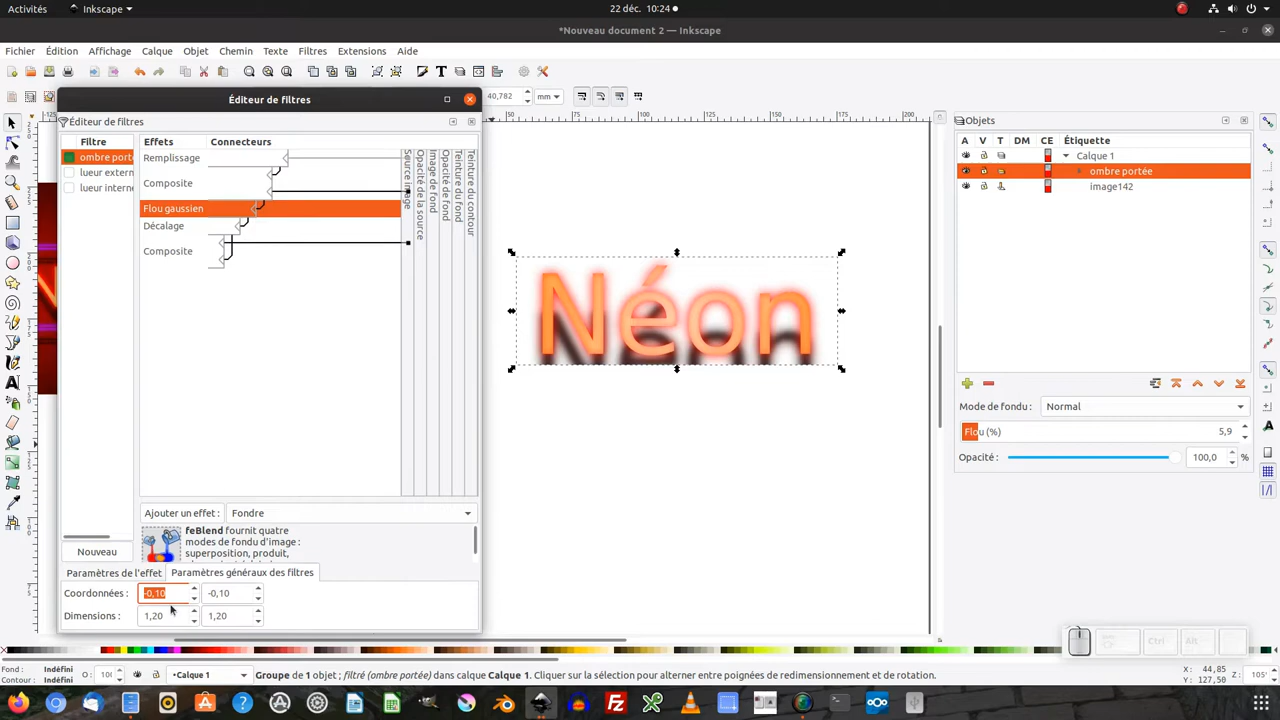 Activités
Inkscape
22 déc. 10:24
*Nouveau document 2 — Inkscape
Fichier Édition Affichage Calque Objet Chemin Texte Filtres Extensions Aide
Éditeur de filtres
40,782 mm
Éditeur de filtres
Objets
Filtre
Effets Connecteurs
A V T DM CE Étiquette
ombre porté
lueur extern
lueur interne
Remplissage
Composite
Flou gaussien
Décalage
Composite
Source image
Opacité de la source
Image de fond
Opacité de fond
Teinture du fond
Teinture du contour
Calque 1
ombre portée
image142
Néon
Mode de fondu : Normal
Flou (%) 5,9
Opacité : 100,0 %
Ajouter un effet : Fondre
feBlend fournit quatre
modes de fondu d'image :
superposition, produit,
Nouveau
Paramètres de l'effet Paramètres généraux des filtres
Coordonnées : -0,10 -0,10
Dimensions : 1,20 1,20
Ctrl Alt
Fond : Indéfini
Contour : Indéfini
O :
•Calque 1
Groupe de 1 objet ; filtré (ombre portée) dans calque Calque 1. Cliquer sur la sélection pour alterner entre poignées de redimensionnement et de rotation.
X : 44,85
Y : 127,50
Z : 105